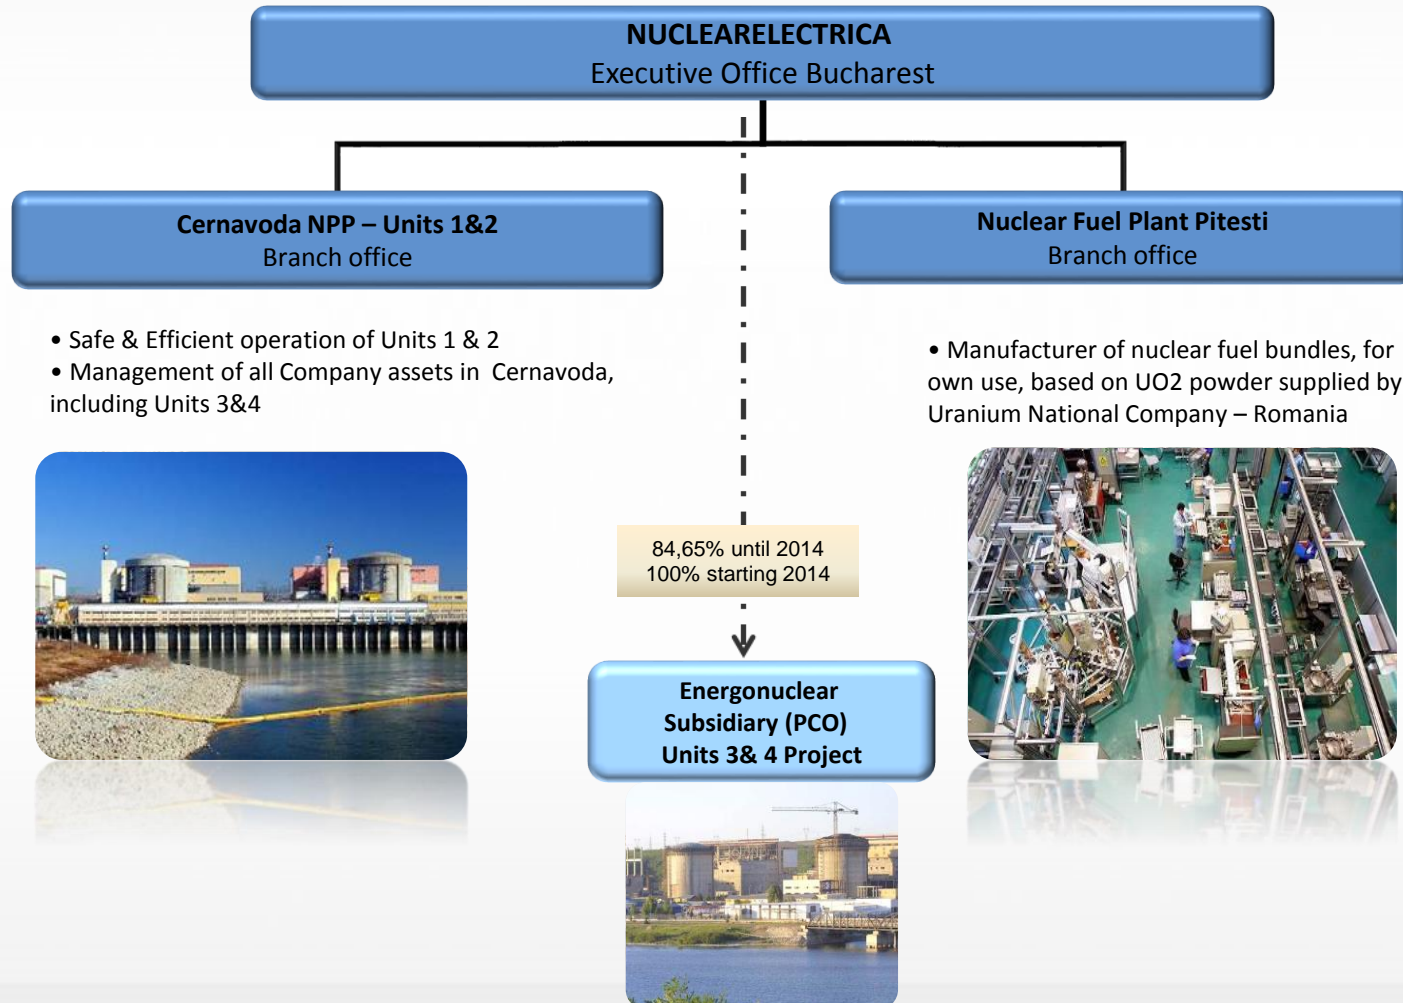 NUCLEARELECTRICA
Executive Office Bucharest
Cernavoda NPP – Units 1&2
Branch office
Nuclear Fuel Plant Pitesti
Branch office
• Safe & Efficient operation of Units 1 & 2
• Management of all Company assets in Cernavoda,
including Units 3&4
• Manufacturer of nuclear fuel bundles, for
own use, based on UO2 powder supplied by
Uranium National Company – Romania
84,65% until 2014
100% starting 2014
Energonuclear
Subsidiary (PCO)
Units 3& 4 Project